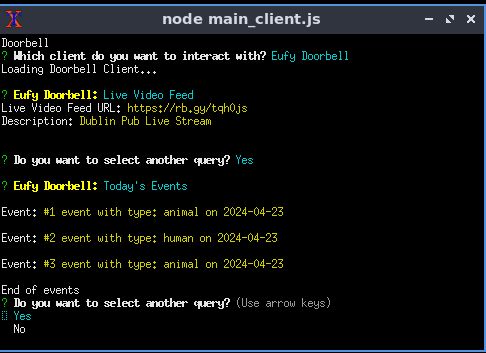 node main_client.js
Doorbell
? Which client do you want to interact with? Eufy Doorbell
Loading Doorbell Client...
? Eufy Doorbell: Live Video Feed
Live Video Feed URL: https://rb.gy/tqh0js
Description: Dublin Pub Live Stream
? Do you want to select another query? Yes
? Eufy Doorbell: Today's Events
Event: #1 event with type: animal on 2024-04-23
Event: #2 event with type: human on 2024-04-23
Event: #3 event with type: animal on 2024-04-23
End of events
? Do you want to select another query? (Use arrow keys)
Yes
No